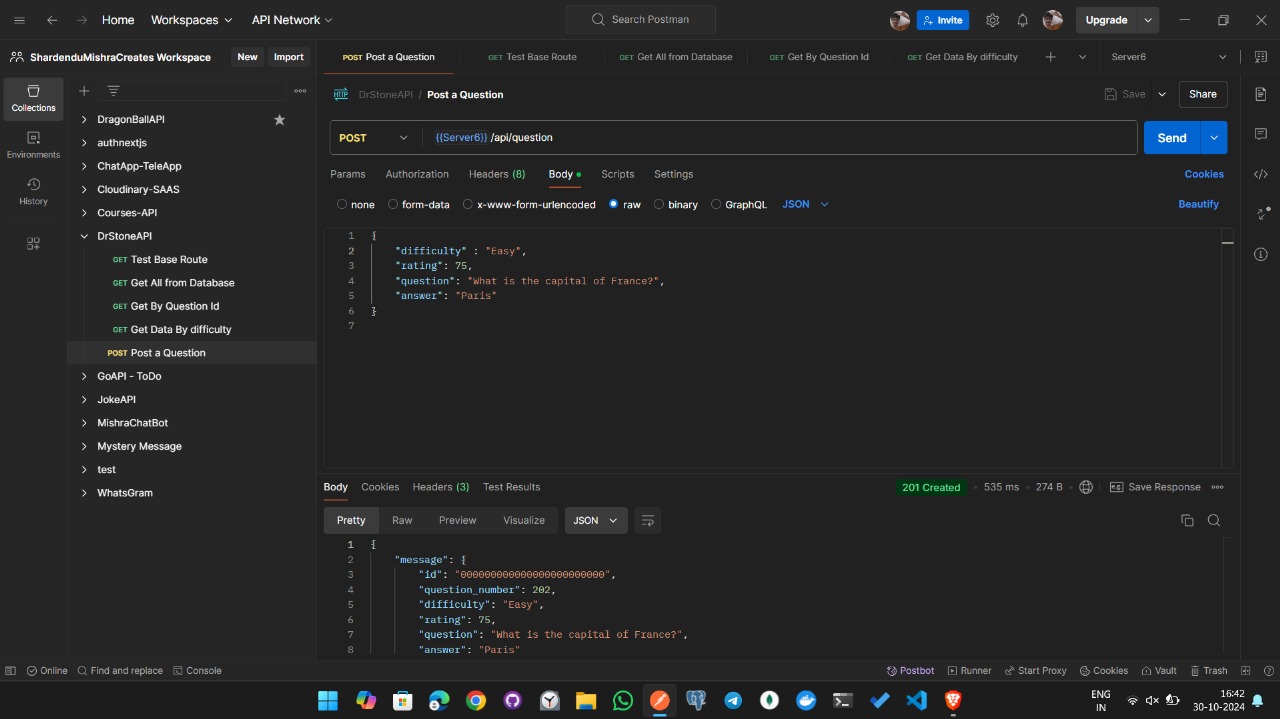 Home Workspaces API Network Search Postman Invite Upgrade
ShardenduMishraCreates Workspace New Import POST Post a Question GET Test Base Route GET Get All from Database GET Get By Question Id GET Get Data By difficulty Server6
Collections
Environments
History
DragonBallAPI
authnextjs
ChatApp-TeleApp
Cloudinary-SAAS
Courses-API
DrStoneAPI
GET Test Base Route
GET Get All from Database
GET Get By Question Id
GET Get Data By difficulty
POST Post a Question
GoAPI - ToDo
JokeAPI
MishraChatBot
Mystery Message
test
WhatsGram
HTTP DrStoneAPI / Post a Question Save Share
POST {{Server6}} /api/question Send
Params Authorization Headers (8) Body Scripts Settings Cookies
none form-data x-www-form-urlencoded raw binary GraphQL JSON Beautify
1 {
2 "difficulty" : "Easy",
3 "rating": 75,
4 "question": "What is the capital of France?",
5 "answer": "Paris"
6 }
7
Body Cookies Headers (3) Test Results 201 Created 535 ms 274 B Save Response
Pretty Raw Preview Visualize JSON
1 {
2 "message": {
3 "id": "000000000000000000000000",
4 "question_number": 202,
5 "difficulty": "Easy",
6 "rating": 75,
7 "question": "What is the capital of France?",
8 "answer": "Paris"
Online Find and replace Console Postbot Runner Start Proxy Cookies Vault Trash
ENG
IN
16:42
30-10-2024